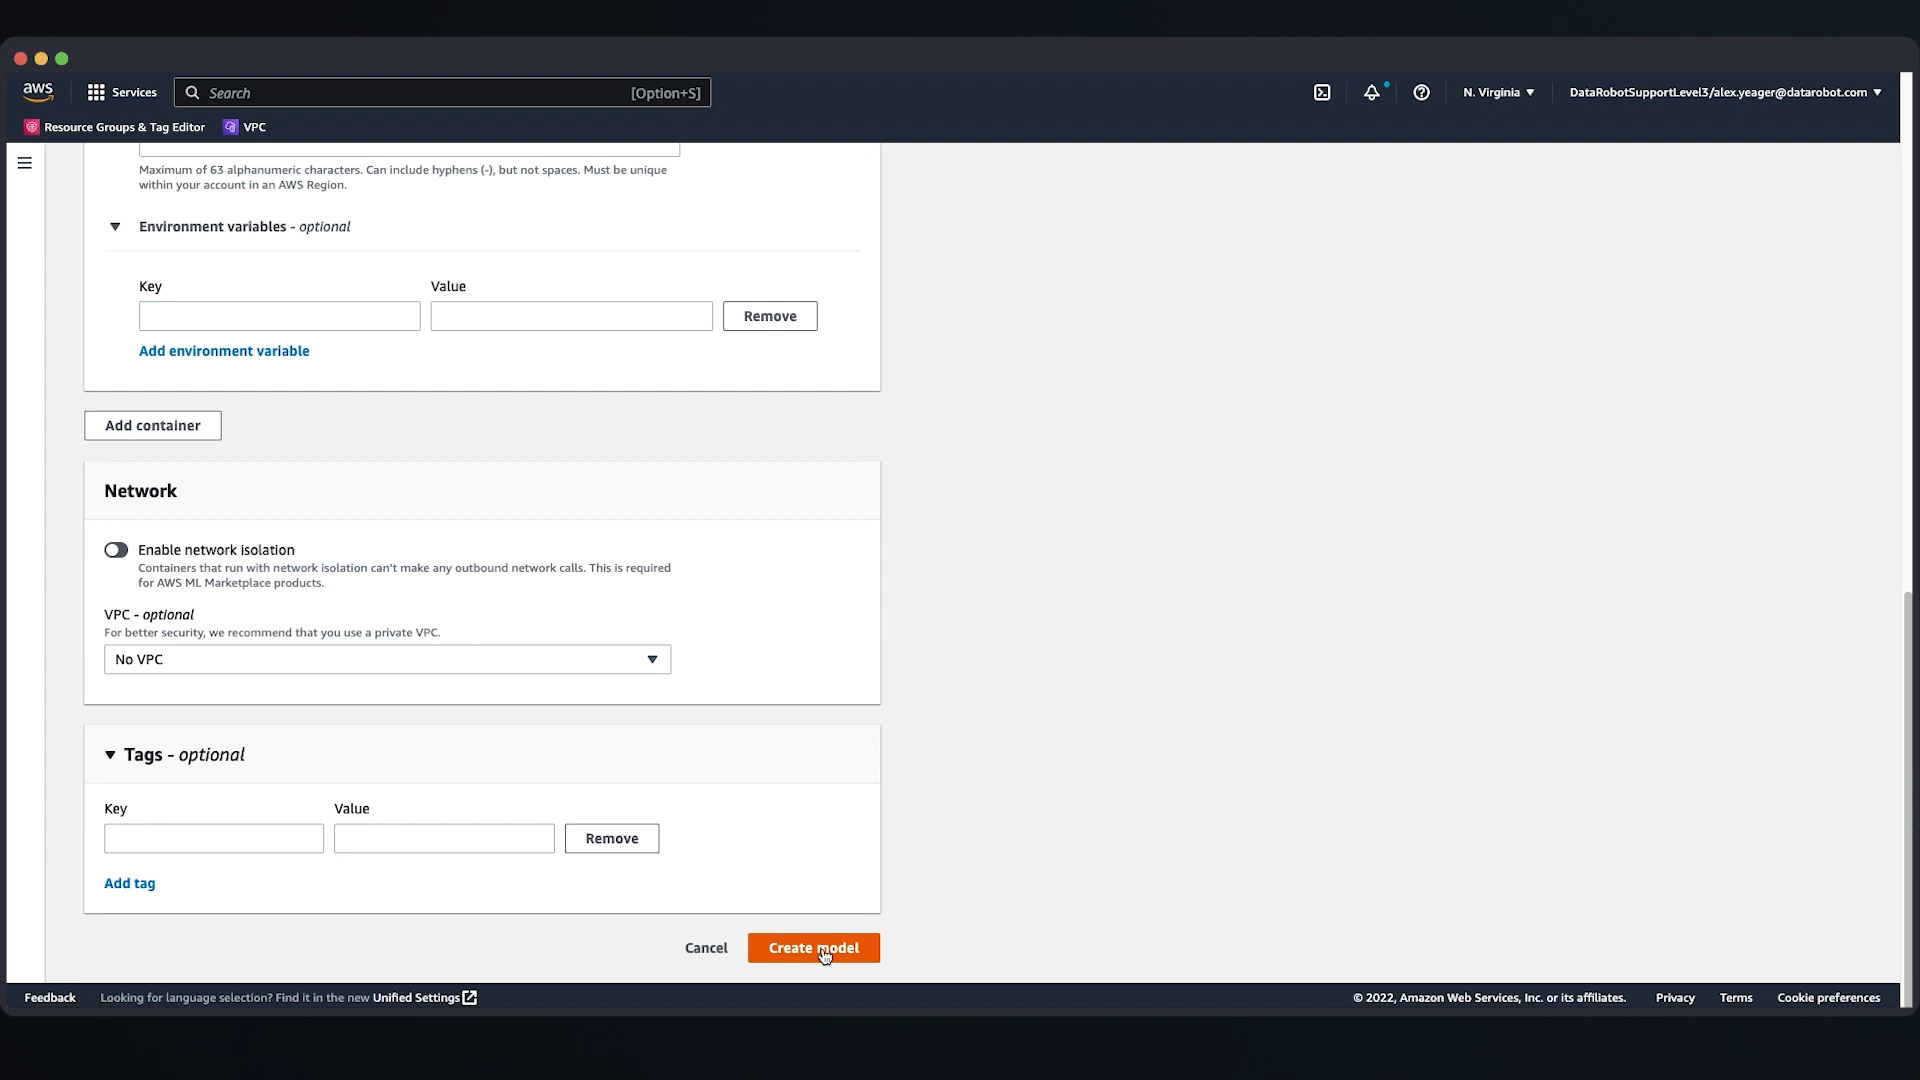 aws
Services
Search
[Option+S]
N. Virginia
DataRobotSupportLevel3/alex.yeager@datarobot.com
Resource Groups & Tag Editor
VPC
Maximum of 63 alphanumeric characters. Can include hyphens (-), but not spaces. Must be unique
within your account in an AWS Region.
Environment variables - optional
Key
Value
Remove
Add environment variable
Add container
Network
Enable network isolation
Containers that run with network isolation can't make any outbound network calls. This is required
for AWS ML Marketplace products.
VPC - optional
For better security, we recommend that you use a private VPC.
No VPC
Tags - optional
Key
Value
Remove
Add tag
Cancel
Create model
Feedback
Looking for language selection? Find it in the new Unified Settings
© 2022, Amazon Web Services, Inc. or its affiliates.
Privacy
Terms
Cookie preferences